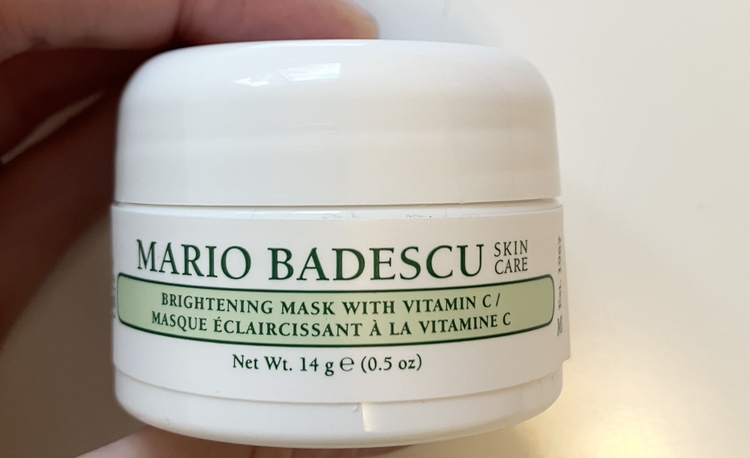 MARIO BADESCU SKIN CARE
BRIGHTENING MASK WITH VITAMIN C /
MASQUE ÉCLAIRCISSANT À LA VITAMINE C
Net Wt. 14 g ℮ (0.5 oz)